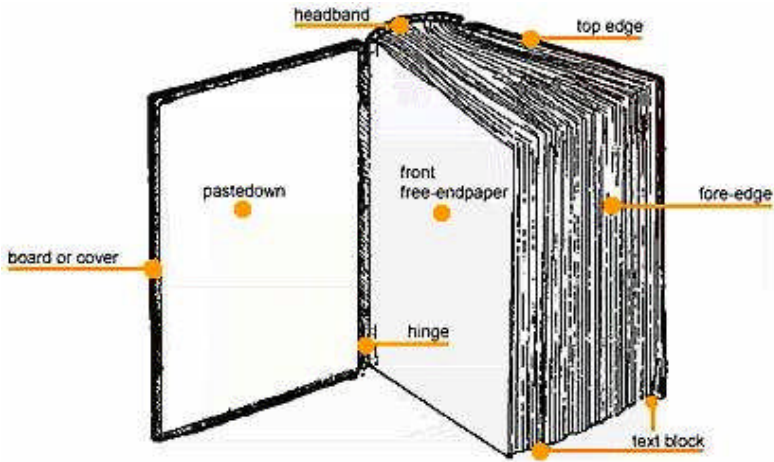 headband
top edge
pastedown
front
free-endpaper
fore-edge
board or cover
hinge
text block